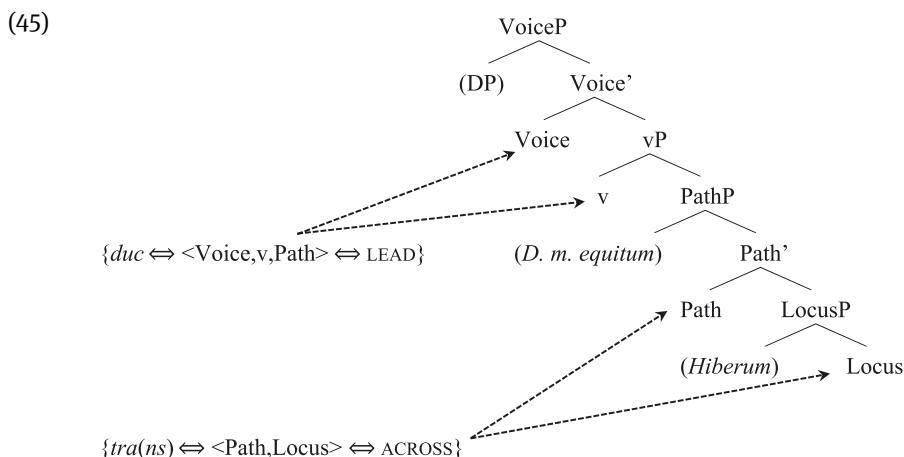 (45)
VoiceP
(DP) Voice’
Voice vP
v PathP
{duc ⇔ <Voice,v,Path> ⇔ LEAD} (D. m. equitum) Path’
Path LocusP
(Hiberum) Locus
{tra(ns) ⇔ <Path,Locus> ⇔ ACROSS}